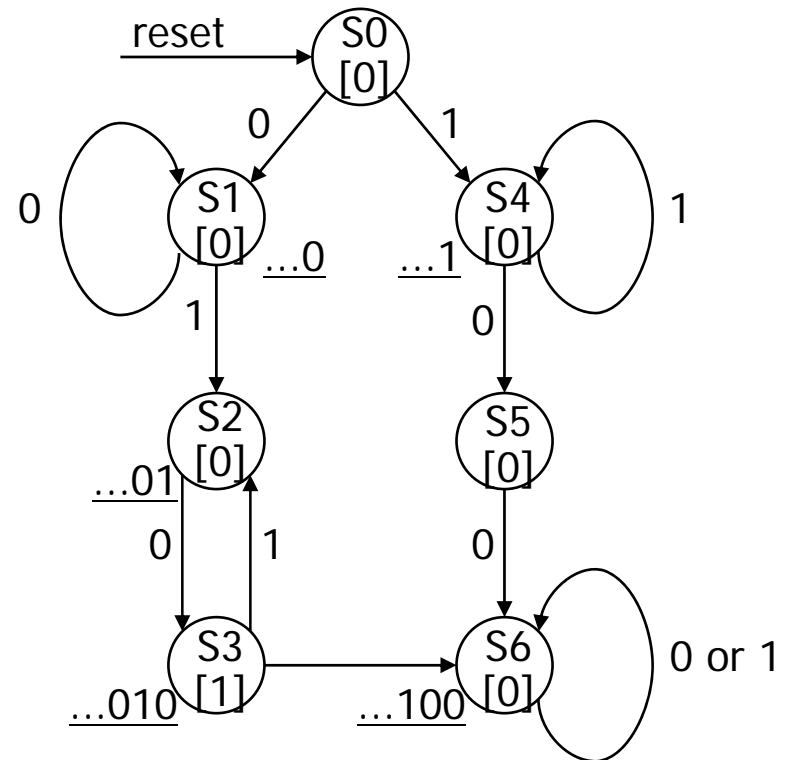 reset
S0
[0]
0
1
0
S1
[0]
...0
...1
S4
[0]
1
1
0
S2
[0]
...01
S5
[0]
0
1
0
S3
[1]
...010
...100
S6
[0]
0 or 1